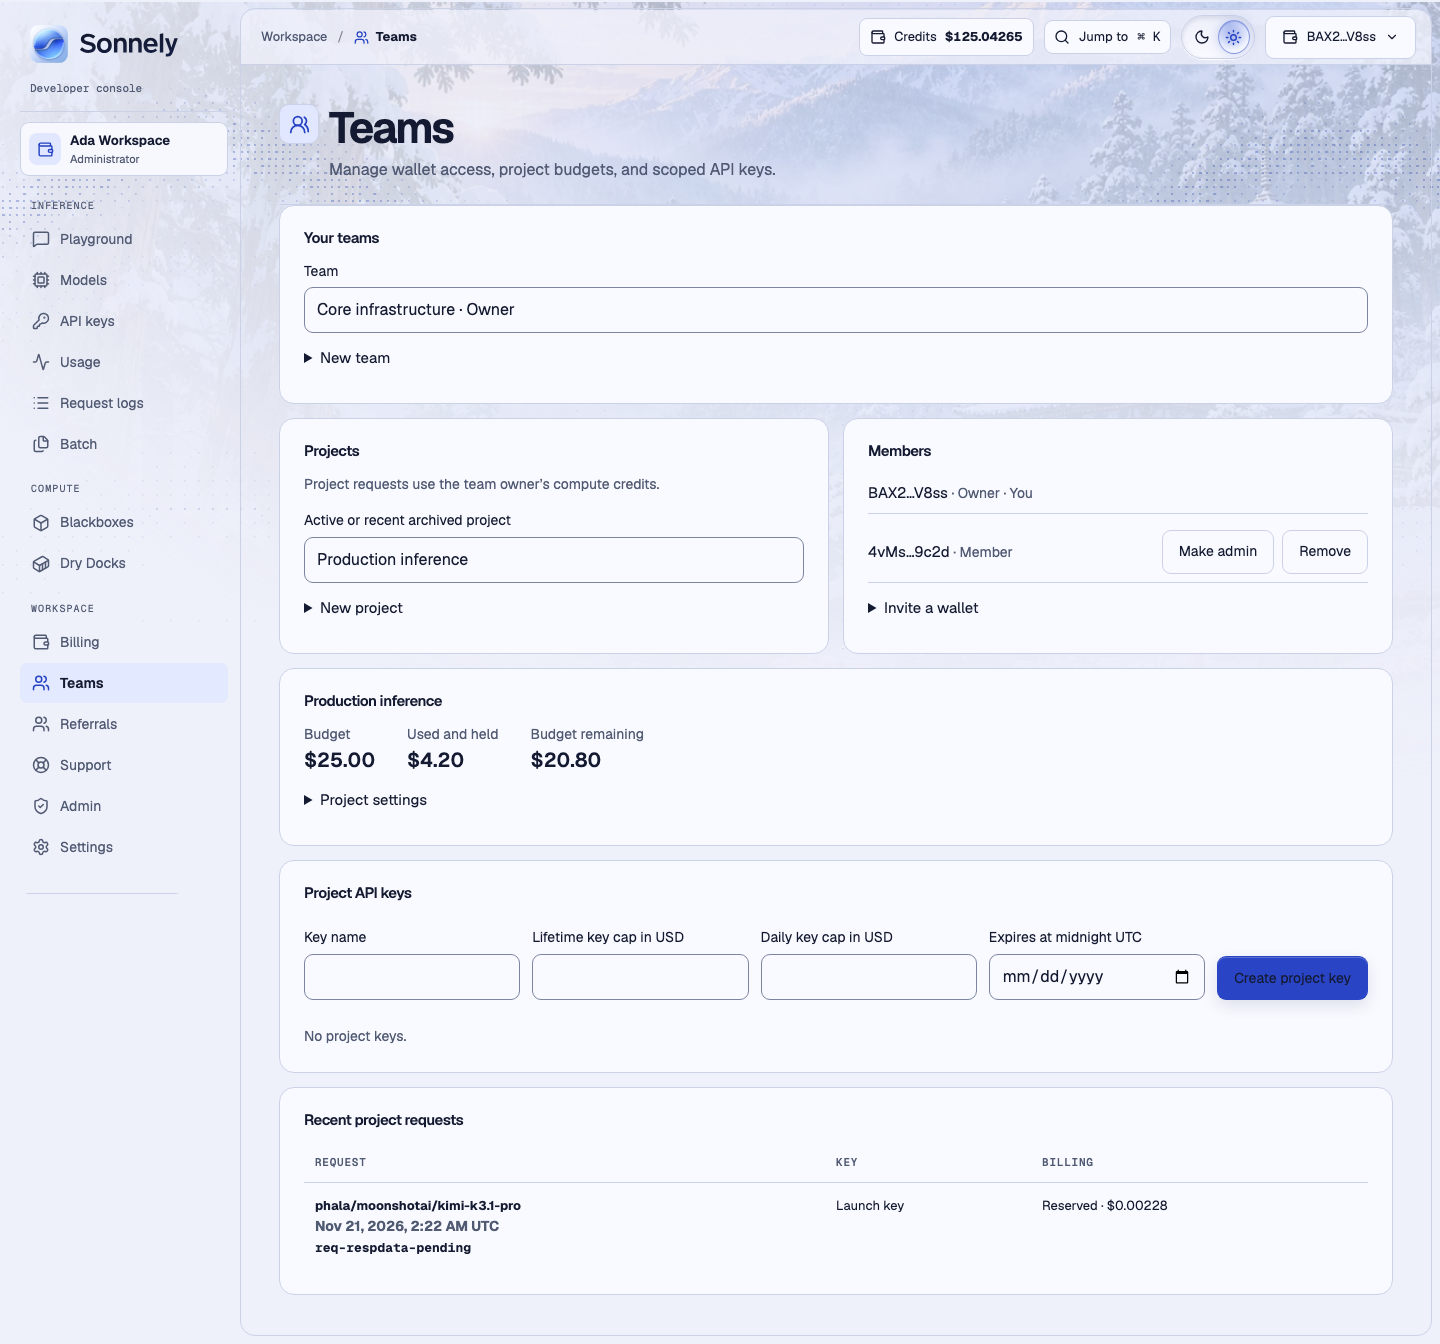 Sonnely
Developer console
Ada Workspace
Administrator
INFERENCE
Playground
Models
API keys
Usage
Request logs
Batch
COMPUTE
Blackboxes
Dry Docks
WORKSPACE
Billing
Teams
Referrals
Support
Admin
Settings
Workspace / Teams
Credits $125.04265
Jump to ⌘ K
BAX2…V8ss
Teams
Manage wallet access, project budgets, and scoped API keys.
Your teams
Team
Core infrastructure · Owner
▶ New team
Projects
Project requests use the team owner’s compute credits.
Active or recent archived project
Production inference
▶ New project
Members
BAX2…V8ss · Owner · You
4vMs…9c2d · Member
Make admin
Remove
▶ Invite a wallet
Production inference
Budget
$25.00
Used and held
$4.20
Budget remaining
$20.80
▶ Project settings
Project API keys
Key name
Lifetime key cap in USD
Daily key cap in USD
Expires at midnight UTC
mm/dd/yyyy
Create project key
No project keys.
Recent project requests
REQUEST KEY BILLING
phala/moonshotai/kimi-k3.1-pro Launch key Reserved · $0.00228
Nov 21, 2026, 2:22 AM UTC
req-respdata-pending